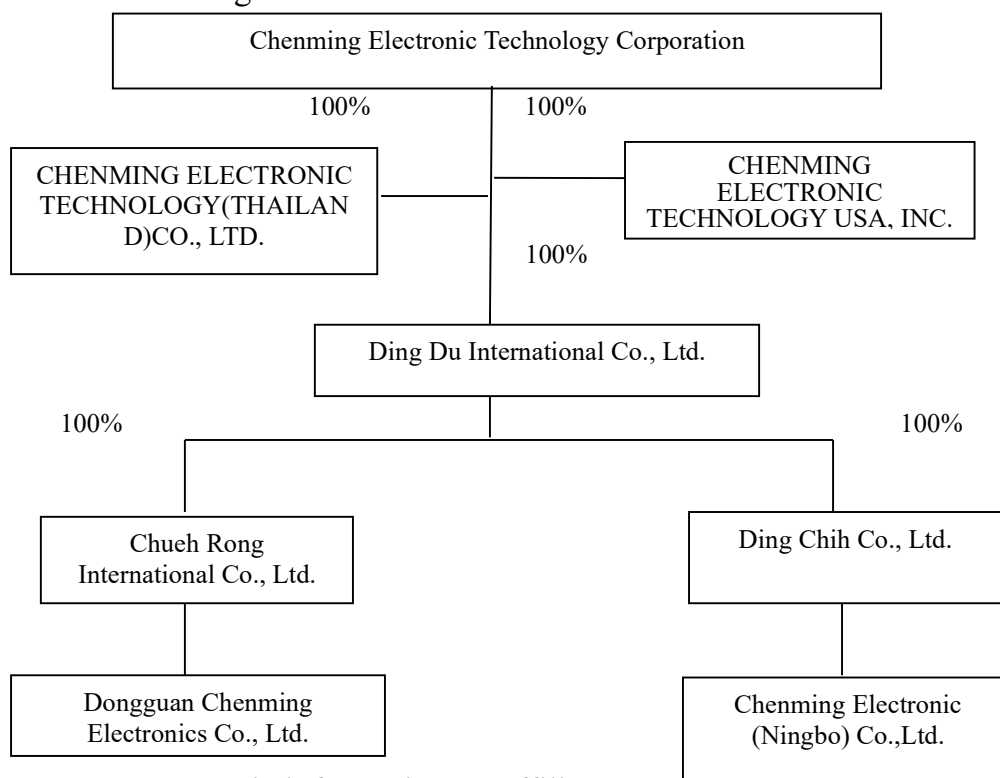 Chenming Electronic Technology Corporation
100%
100%
CHENMING ELECTRONIC
TECHNOLOGY(THAILAN
D)CO., LTD.
CHENMING
ELECTRONIC
TECHNOLOGY USA, INC.
100%
Ding Du International Co., Ltd.
100%
100%
Chueh Rong
International Co., Ltd.
Ding Chih Co., Ltd.
Dongguan Chenming
Electronics Co., Ltd.
Chenming Electronic
(Ningbo) Co.,Ltd.